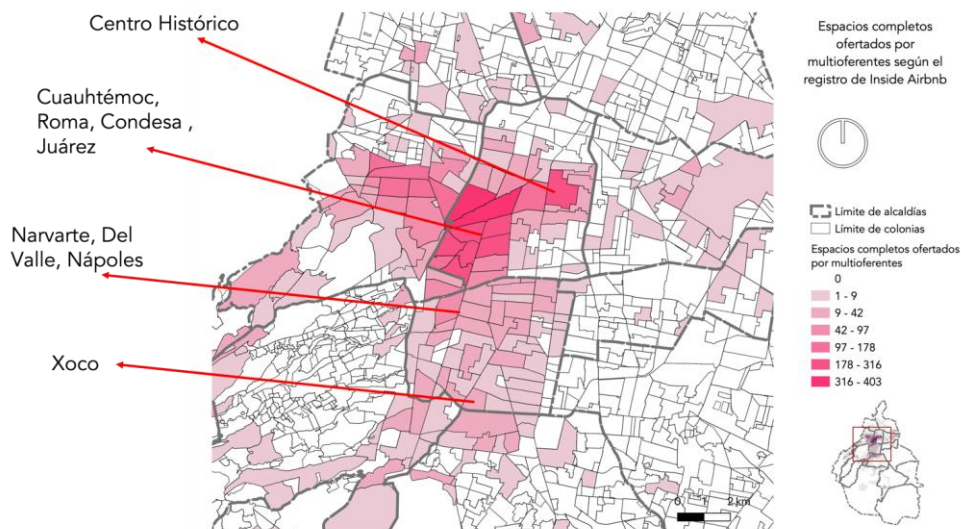 Centro Histórico
Cuauhtémoc,
Roma, Condesa ,
Juárez
Narvarte, Del
Valle, Nápoles
Xoco
0 1 2 km
Espacios completos
ofertados por
multioferentes según el
registro de Inside Airbnb
Límite de alcaldías
Límite de colonias
Espacios completos ofertados
por multioferentes
0
1 - 9
9 - 42
42 - 97
97 - 178
178 - 316
316 - 403